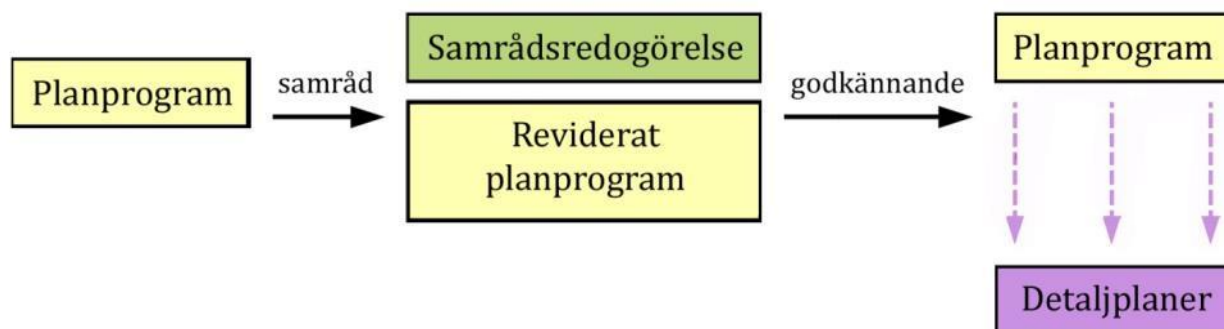 Planprogram
samråd
Samrådsredogörelse
Reviderat
planprogram
godkännande
Planprogram
Detaljplaner